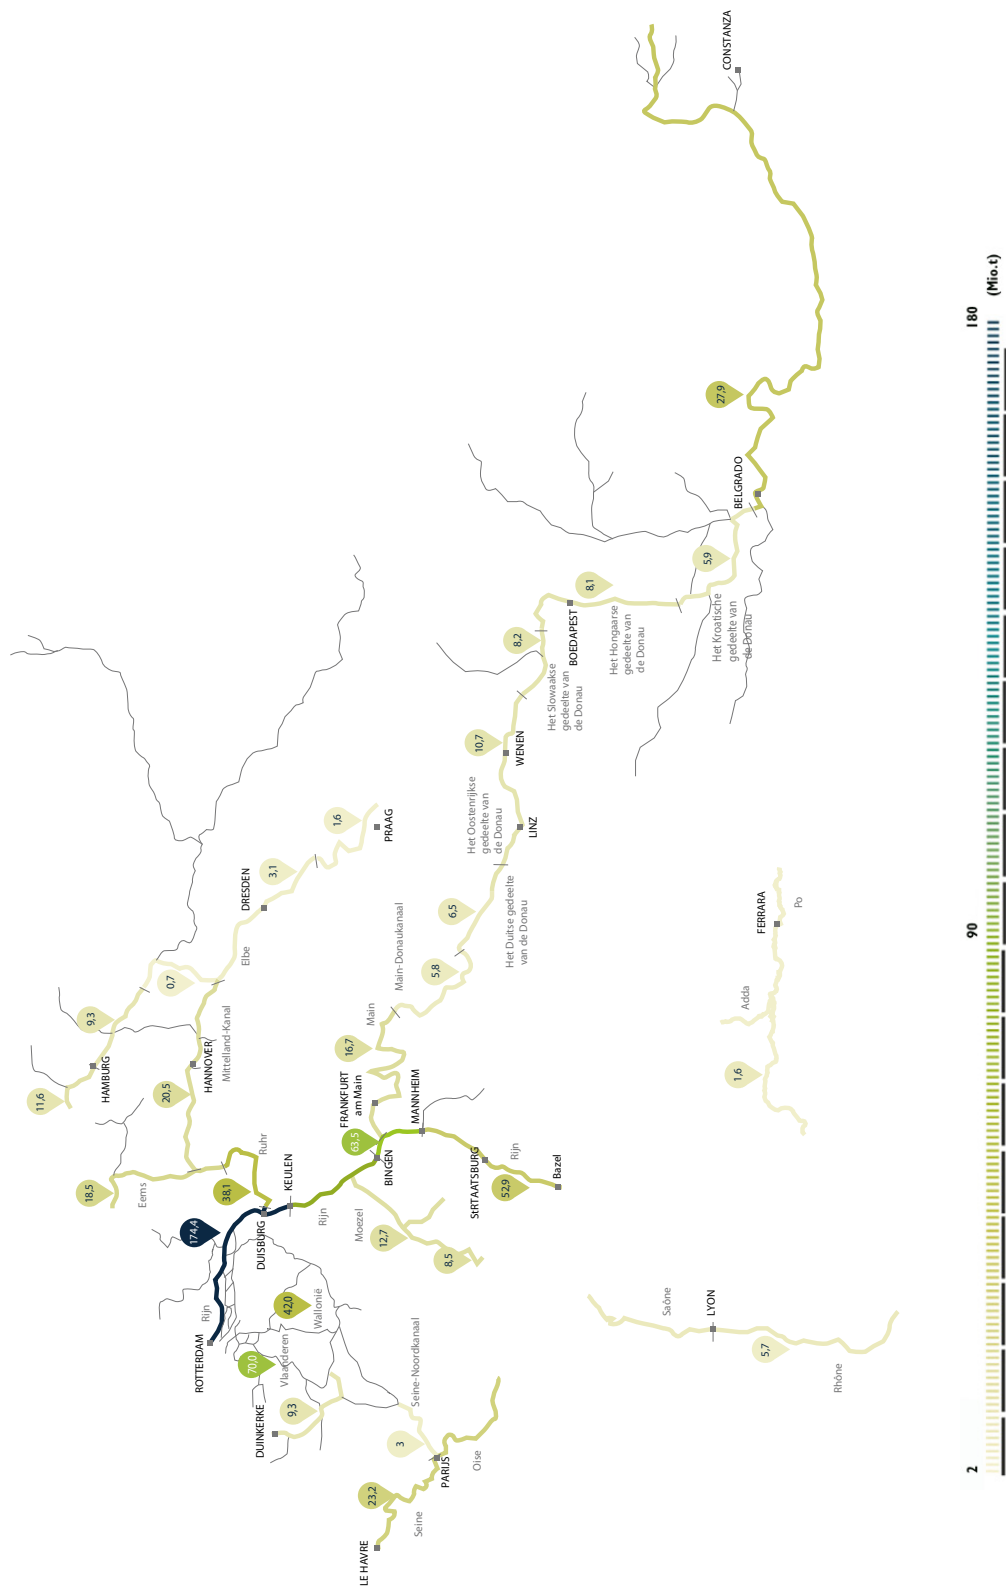 CONSTANZA
27,9
BELGRADO
5,9
Het Kroatische
gedeelte van
de Donau
8,1
Het Hongaarse
gedeelte van
de Donau
BOEDAPEST
8,2
Het Slowaakse
gedeelte van
de Donau
10,7
WENEN
Het Oostenrijkse
gedeelte van
de Donau
LINZ
6,5
Het Duitse gedeelte
van de Donau
5,8
Main-Donaukanaal
Main
16,7
FRANKFURT
am Main
MANNHEIM
63,5
BINGEN
StRTAATSBURG
Rijn
52,9
Bazel
1,6
PRAAG
3,1
DRESDEN
Elbe
0,7
9,3
HAMBURG
11,6
HANNOVER
Mittelland-Kanal
20,5
18,5
Eems
Ruhr
38,1
174,4
DUISBURG
KEULEN
Rijn
Moezel
12,7
8,5
Rijn
ROTTERDAM
42,0
Wallonië
70,0
Vlaanderen
DUINKERKE
9,3
Seine-Noordkanaal
3
PARIJS
Oise
23,2
Seine
LE HAVRE
FERRARA
Po
Adda
1,6
Saône
LYON
5,7
Rhône
2
90
180
(Mio.t)